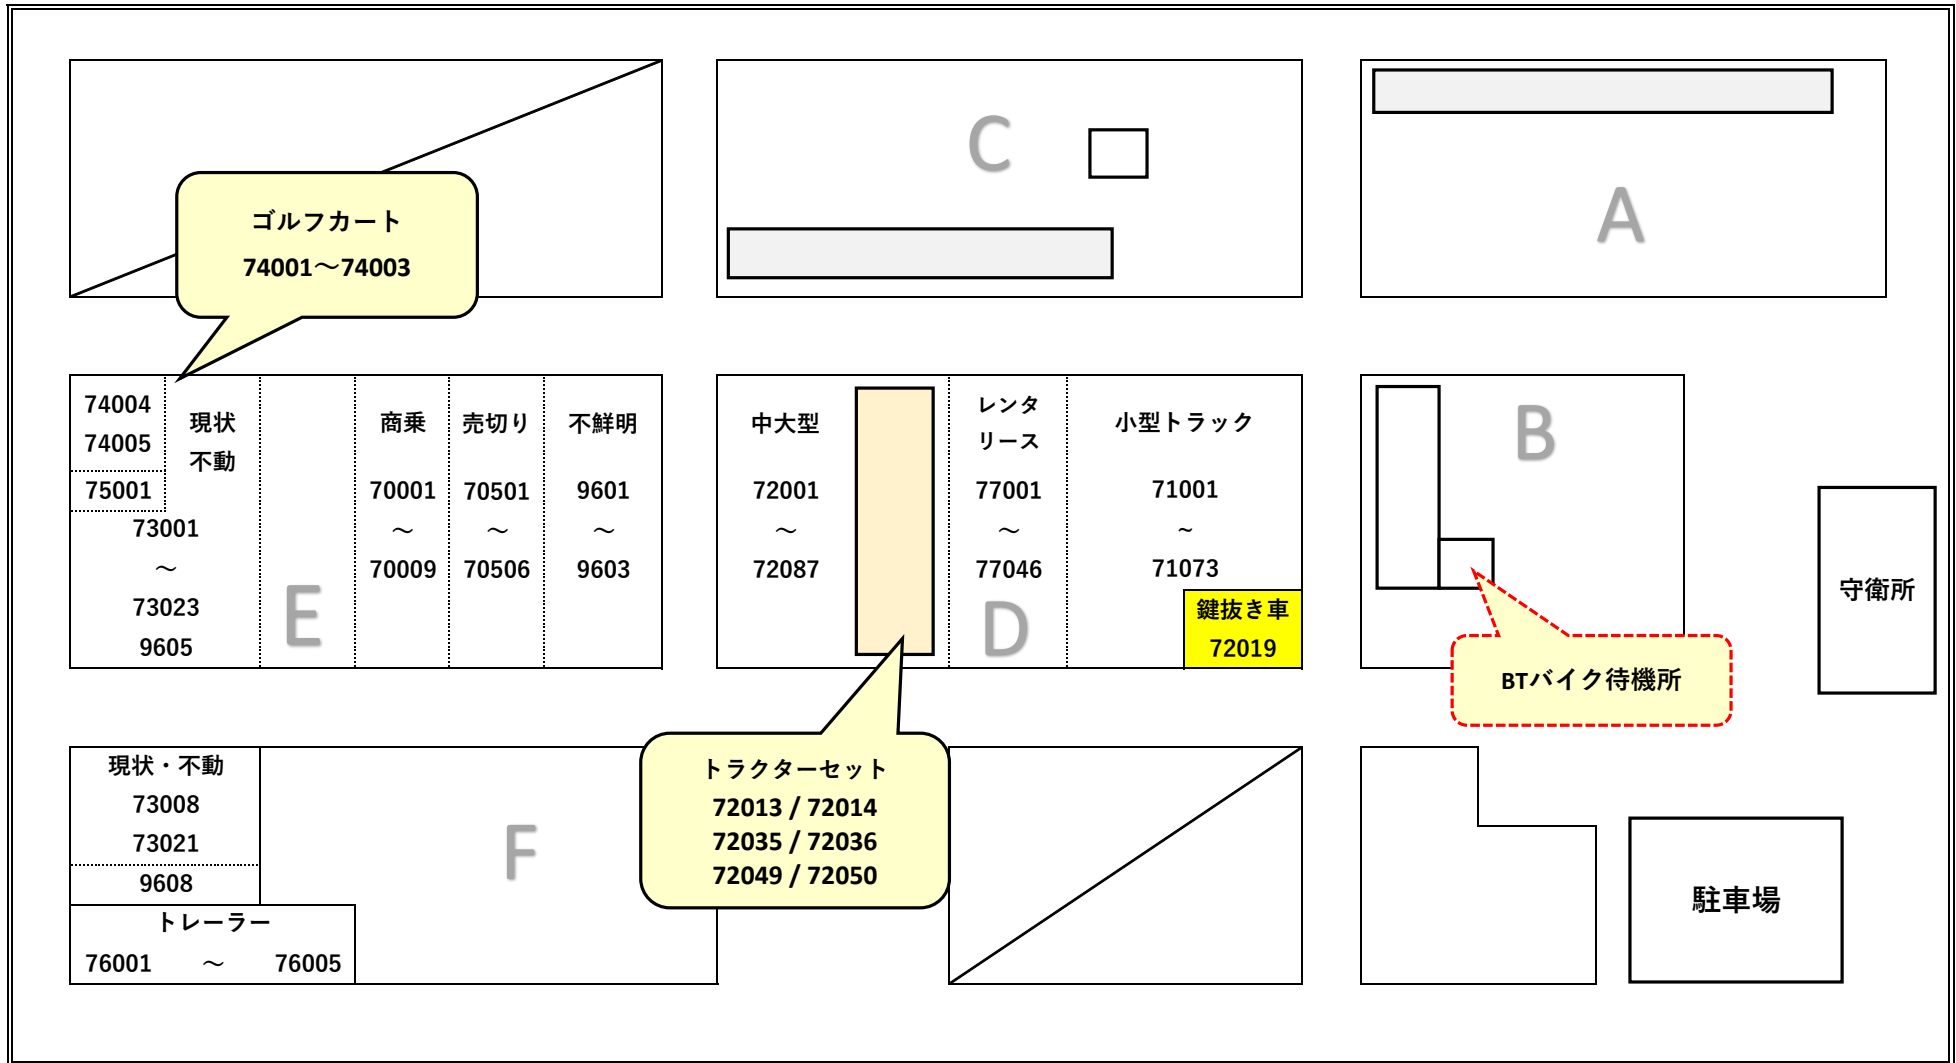 C
A
ゴルフカート
74001～74003
74004
74005
75001
現状
不動
73001
～
73023
9605
E
商乗
70001
～
70009
売切り
70501
～
70506
不鮮明
9601
～
9603
中大型
72001
～
72087
レンタ
リース
77001
～
77046
D
小型トラック
71001
~
71073
鍵抜き車
72019
B
BTバイク待機所
守衛所
現状・不動
73008
73021
9608
トレーラー
76001 ～ 76005
F
トラクターセット
72013 / 72014
72035 / 72036
72049 / 72050
駐車場